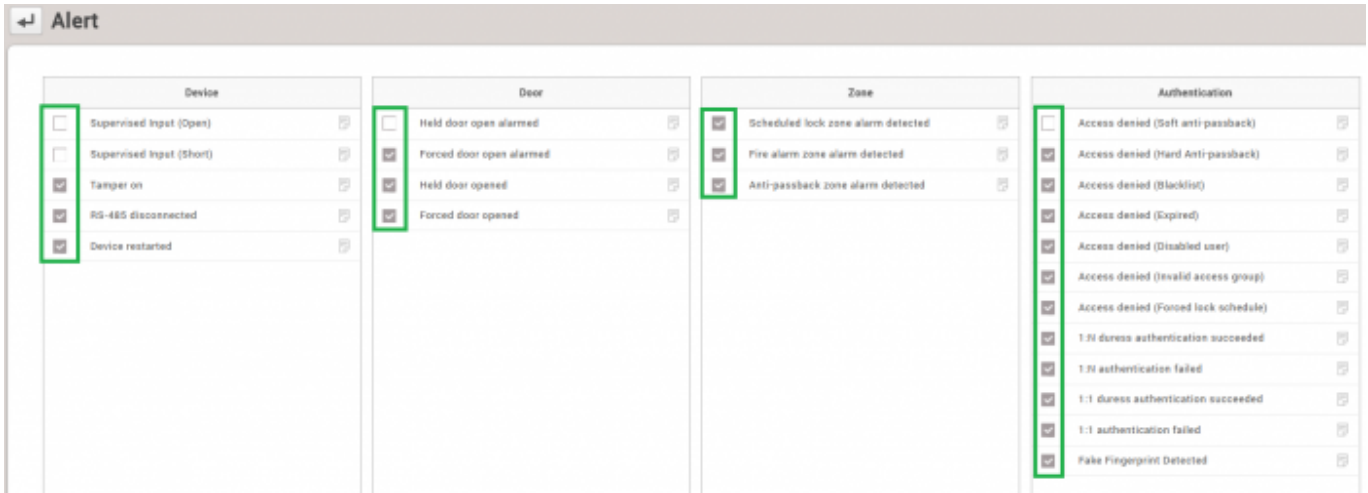 Alert
Device
Supervised Input (Open)
Supervised Input (Short)
Tamper on
RS-485 disconnected
Device restarted
Door
Held door open alarmed
Forced door open alarmed
Held door opened
Forced door opened
Zone
Scheduled lock zone alarm detected
Fire alarm zone alarm detected
Anti-passback zone alarm detected
Authentication
Access denied (Soft anti-passback)
Access denied (Hard Anti-passback)
Access denied (Blacklist)
Access denied (Expired)
Access denied (Disabled user)
Access denied (Invalid access group)
Access denied (Forced lock schedule)
1:N duress authentication succeeded
1:N authentication failed
1:1 duress authentication succeeded
1:1 authentication failed
Fake Fingerprint Detected